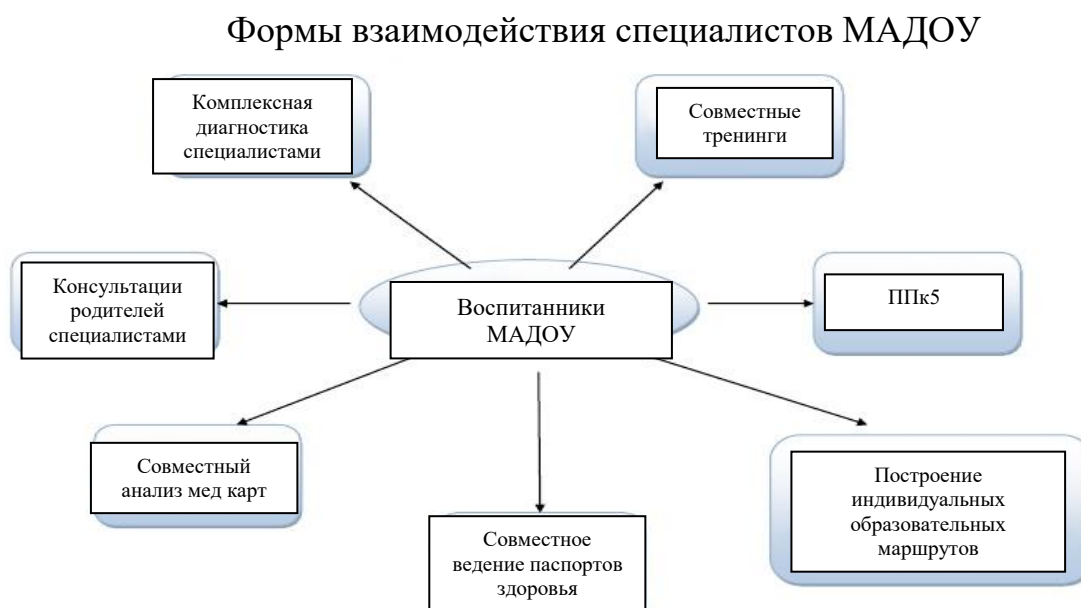 Формы взаимодействия специалистов МАДОУ
Комплексная
диагностика
специалистами
Совместные
тренинги
Консультации
родителей
специалистами
Воспитанники
МАДОУ
ППк5
Совместный
анализ мед карт
Совместное
ведение паспортов
здоровья
Построение
индивидуальных
образовательных
маршрутов